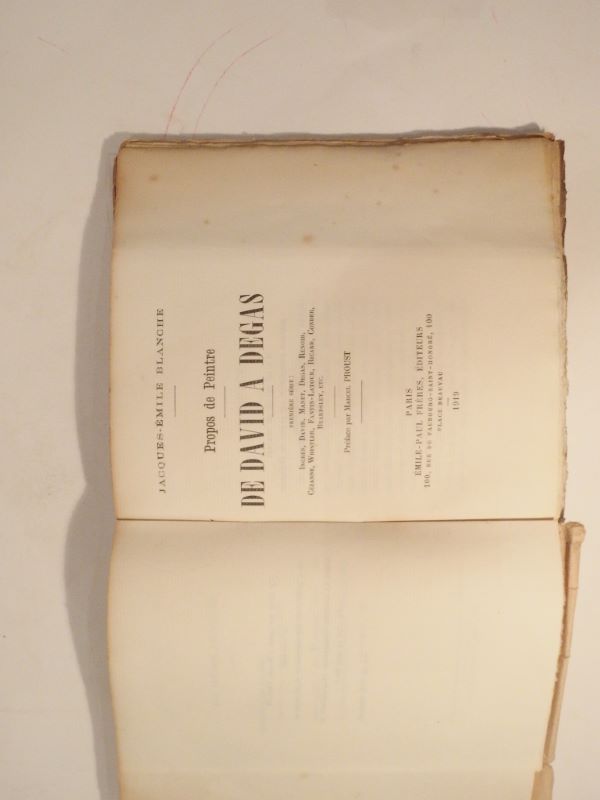 JACQUES-ÉMILE BLANCHE
Propos de Peintre
DE DAVID A DEGAS
PREMIÈRE SÉRIE:
INGRES, DAVID, MANET, DEGAS, RENOIR,
CÉZANNE, WHISTLER, FANTIN-LATOUR, RICARD, CONDER,
BEARDSLEY, ETC.
Préface par MARCEL PROUST
PARIS
ÉMILE-PAUL FRÈRES, ÉDITEURS
100, RUE DU FAUBOURG-SAINT-HONORÉ, 100
PLACE BEAUVAU
1919